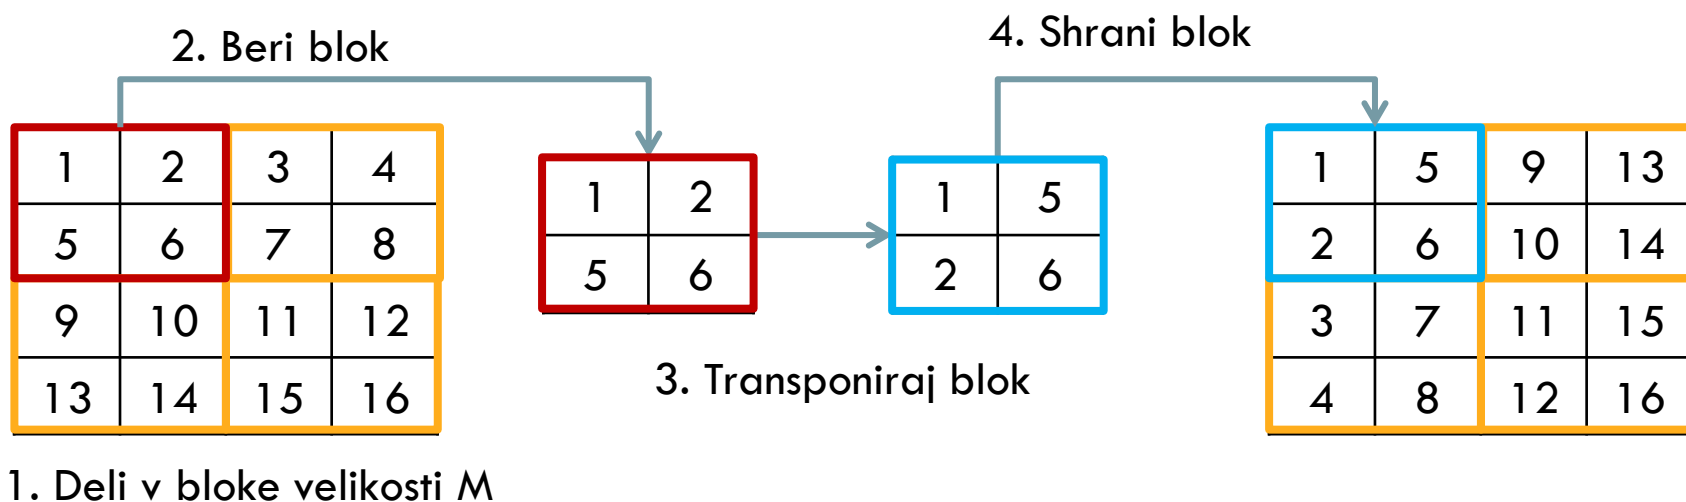 2. Beri blok
4. Shrani blok
1 2 3 4
5 6 7 8
9 10 11 12
13 14 15 16
1 2
5 6
1 5
2 6
1 5 9 13
2 6 10 14
3 7 11 15
4 8 12 16
3. Transponiraj blok
1. Deli v bloke velikosti M